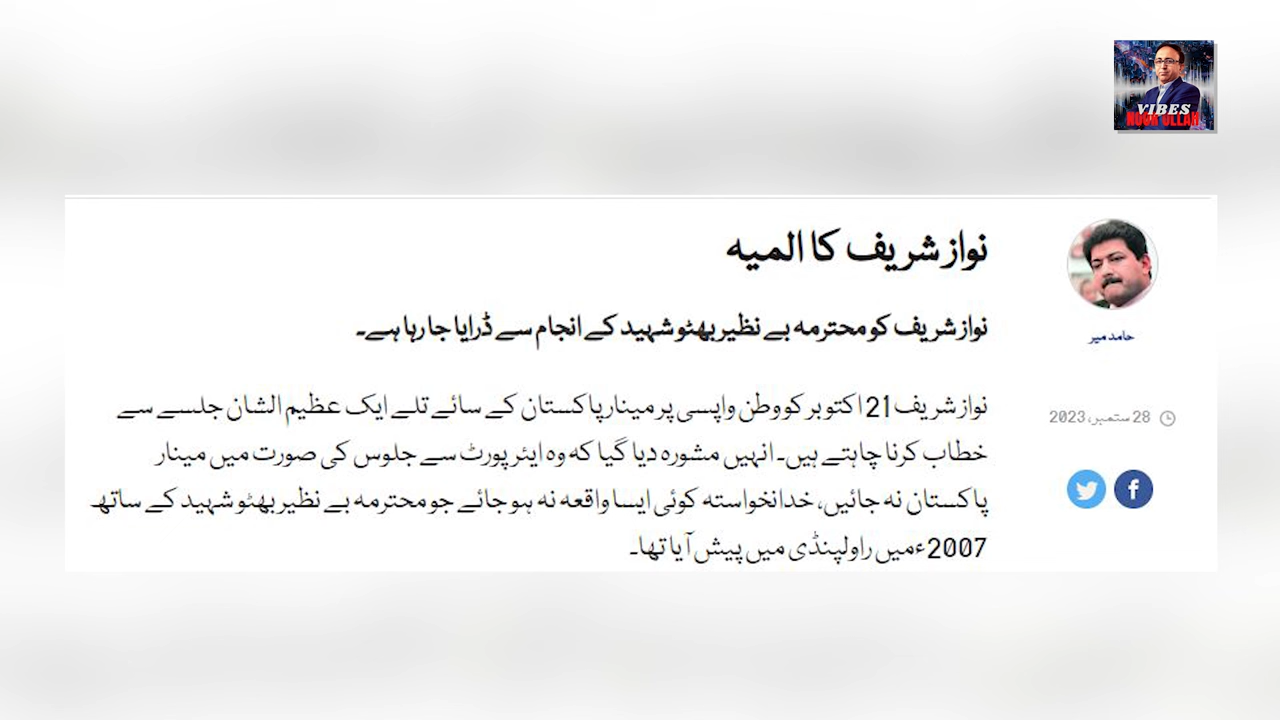 VIBES
نواز شریف کا المیہ
نواز شریف کو محترمہ بے نظیر بھٹو شہید کے انجام سے ڈرایا جا رہا ہے۔
حامد میر
28 ستمبر، 2023
نواز شریف 21 اکتوبر کو وطن واپسی پر مینار پاکستان کے سائے تلے ایک عظیم الشان جلسے سے
خطاب کرنا چاہتے ہیں۔ انہیں مشورہ دیا گیا کہ وہ ایئر پورٹ سے جلوس کی صورت میں مینار
پاکستان نہ جائیں، خدانخواستہ کوئی ایسا واقعہ نہ ہو جائے جو محترمہ بے نظیر بھٹو شہید کے ساتھ
2007ء میں راولپنڈی میں پیش آیا تھا۔